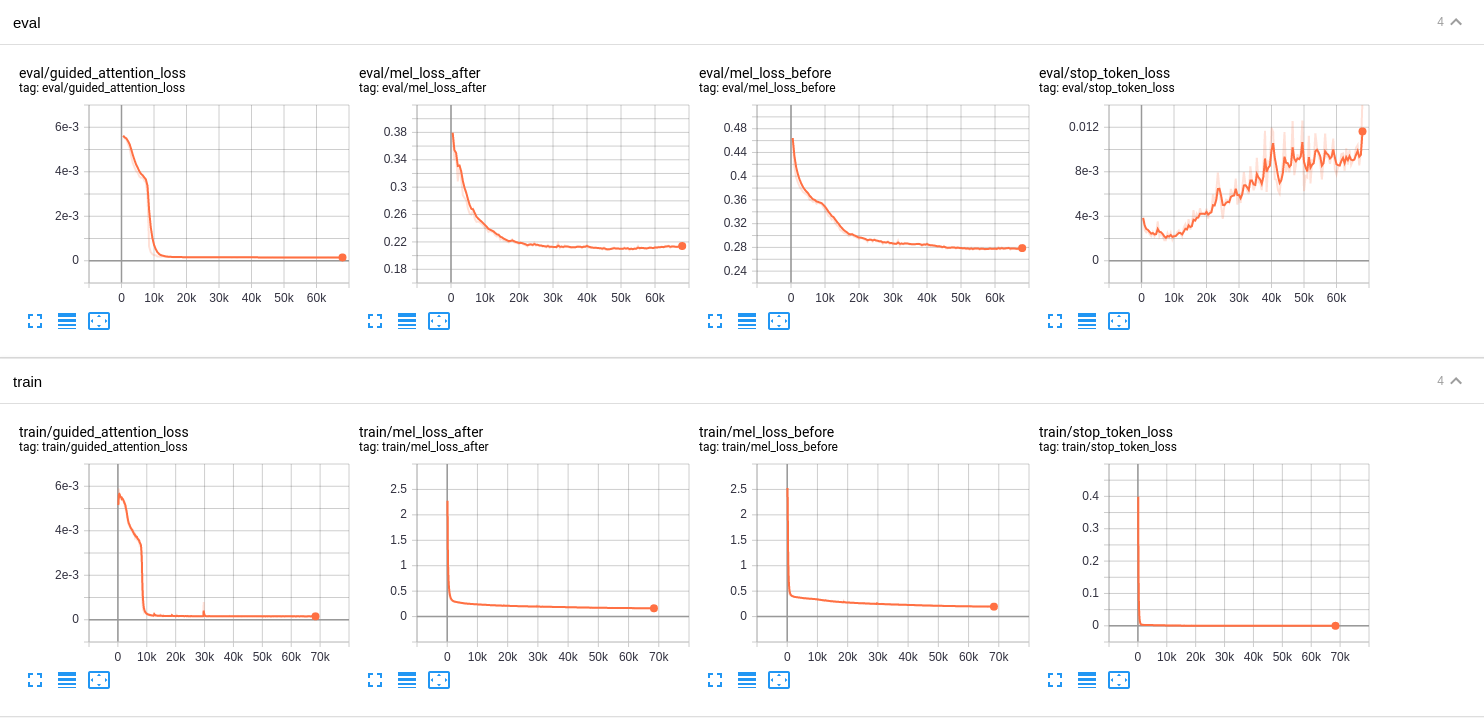 eval
4
eval/guided_attention_loss
tag: eval/guided_attention_loss
6e-3
4e-3
2e-3
0
0 10k 20k 30k 40k 50k 60k
eval/mel_loss_after
tag: eval/mel_loss_after
0.38
0.34
0.3
0.26
0.22
0.18
0 10k 20k 30k 40k 50k 60k
eval/mel_loss_before
tag: eval/mel_loss_before
0.48
0.44
0.4
0.36
0.32
0.28
0.24
0 10k 20k 30k 40k 50k 60k
eval/stop_token_loss
tag: eval/stop_token_loss
0.012
8e-3
4e-3
0
0 10k 20k 30k 40k 50k 60k
train
4
train/guided_attention_loss
tag: train/guided_attention_loss
6e-3
4e-3
2e-3
0
0 10k 20k 30k 40k 50k 60k 70k
train/mel_loss_after
tag: train/mel_loss_after
2.5
2
1.5
1
0.5
0
0 10k 20k 30k 40k 50k 60k 70k
train/mel_loss_before
tag: train/mel_loss_before
2.5
2
1.5
1
0.5
0
0 10k 20k 30k 40k 50k 60k 70k
train/stop_token_loss
tag: train/stop_token_loss
0.4
0.3
0.2
0.1
0
0 10k 20k 30k 40k 50k 60k 70k